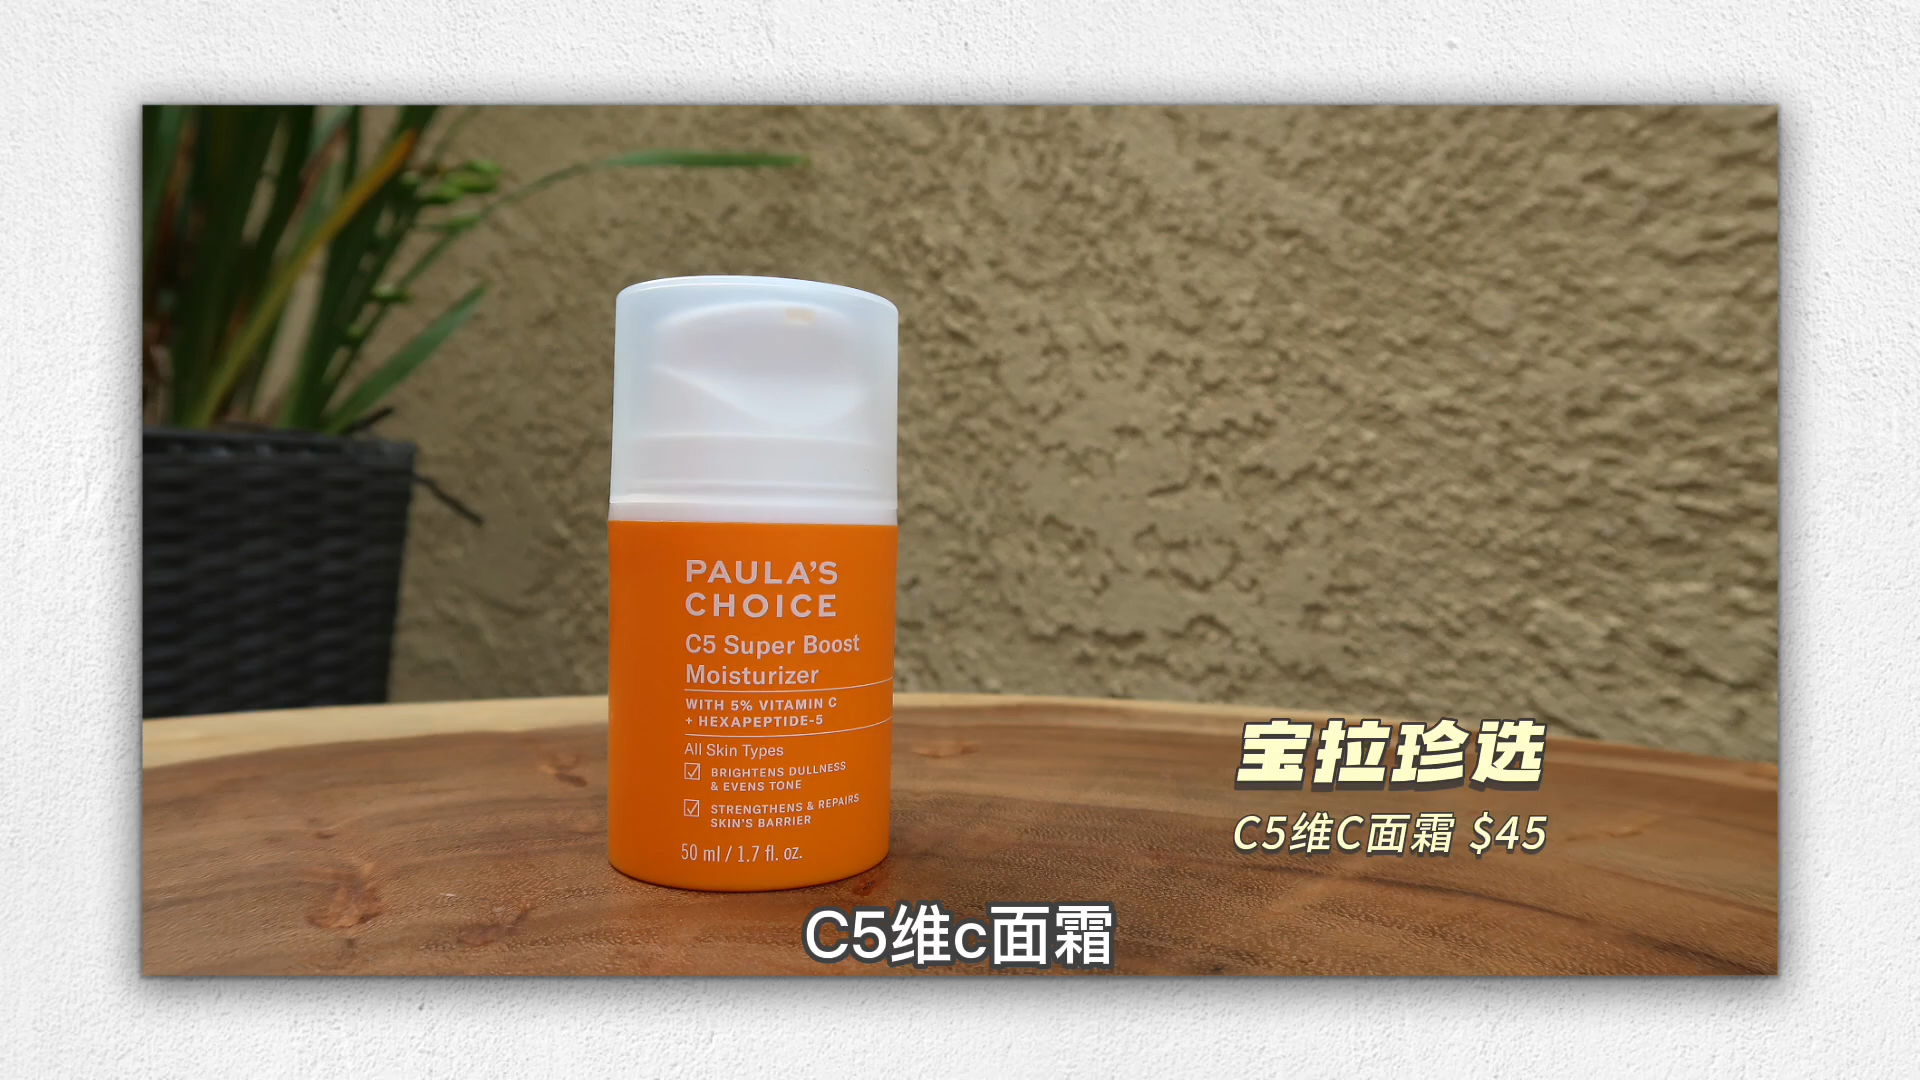 PAULA'S
CHOICE
C5 Super Boost
Moisturizer
WITH 5% VITAMIN C
+ HEXAPEPTIDE-5
All Skin Types
BRIGHTENS DULLNESS
& EVENS TONE
STRENGTHENS & REPAIRS
SKIN'S BARRIER
50 ml / 1.7 fl. oz.
宝拉珍选
C5维C面霜 $45
C5维c面霜